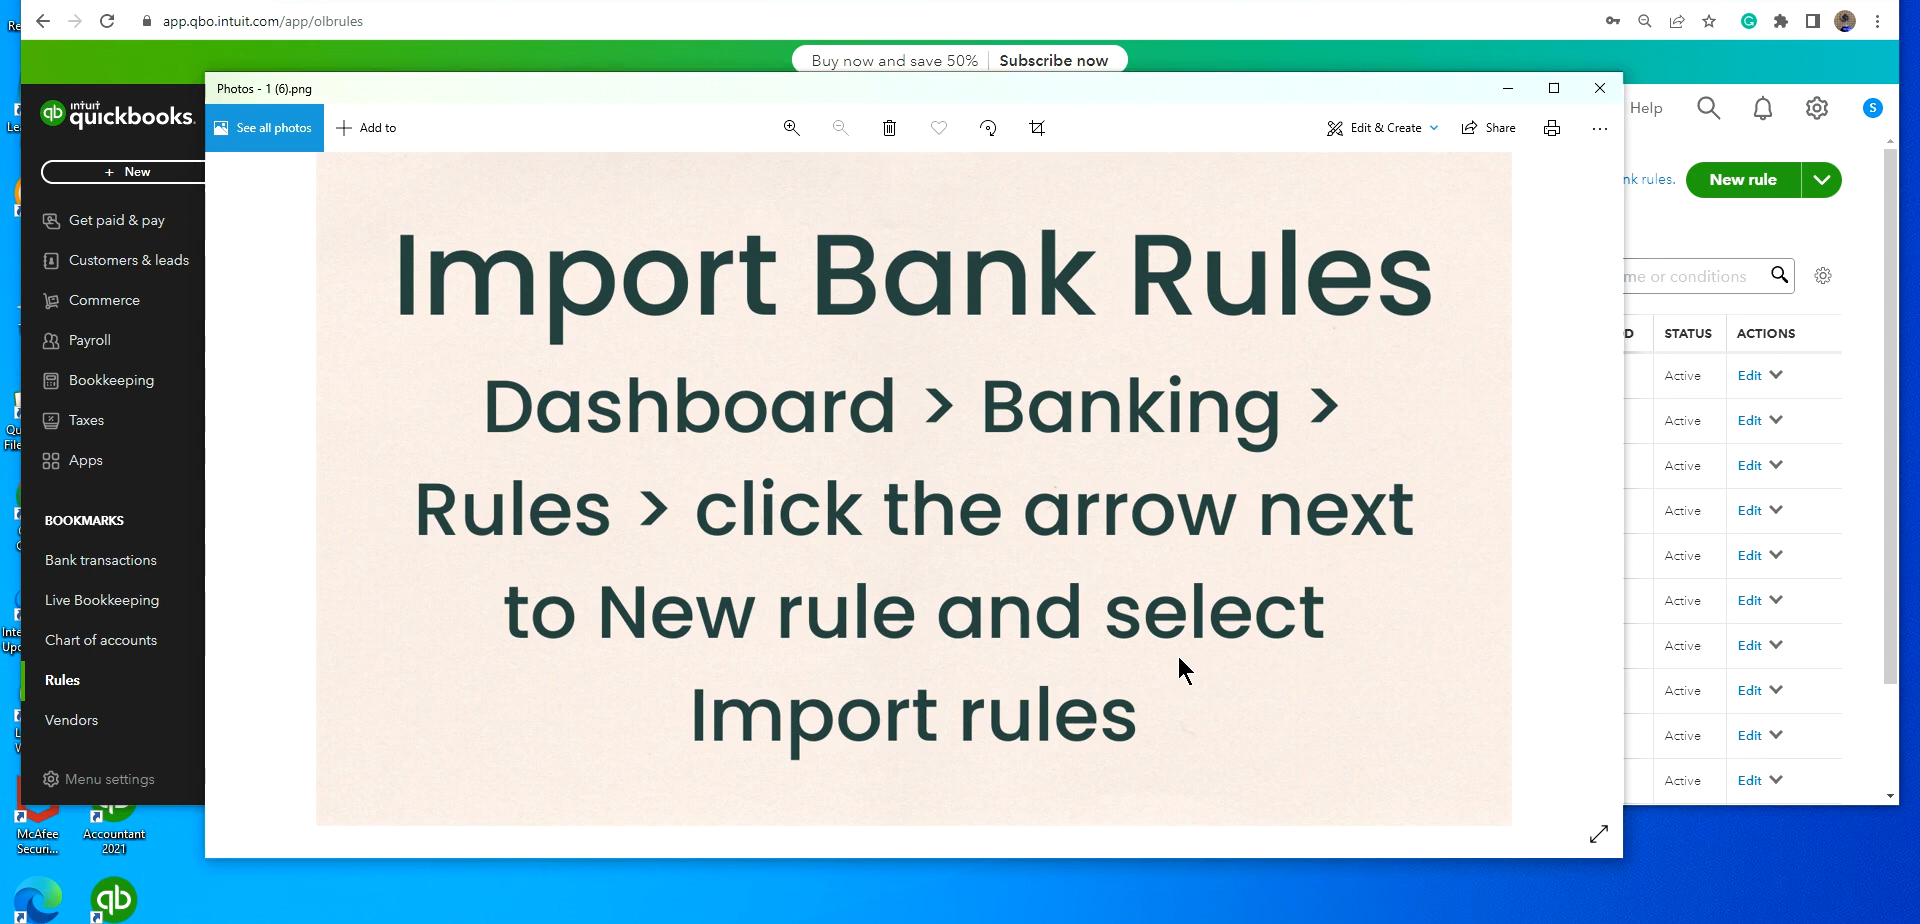 app.qbo.intuit.com/app/olbrules
Buy now and save 50% Subscribe now
Photos - 1 (6).png
See all photos
Add to
Edit & Create
Share
intuit
quickbooks.
+ New
Get paid & pay
Customers & leads
Commerce
Payroll
Bookkeeping
Taxes
Apps
BOOKMARKS
Bank transactions
Live Bookkeeping
Chart of accounts
Rules
Vendors
Menu settings
Import Bank Rules
Dashboard > Banking >
Rules > click the arrow next
to New rule and select
Import rules
Help
S
rules.
New rule
or conditions
STATUS ACTIONS
Active Edit
Active Edit
Active Edit
Active Edit
Active Edit
Active Edit
Active Edit
Active Edit
Active Edit
Active Edit
McAfee
Securi...
Accountant
2021
qb